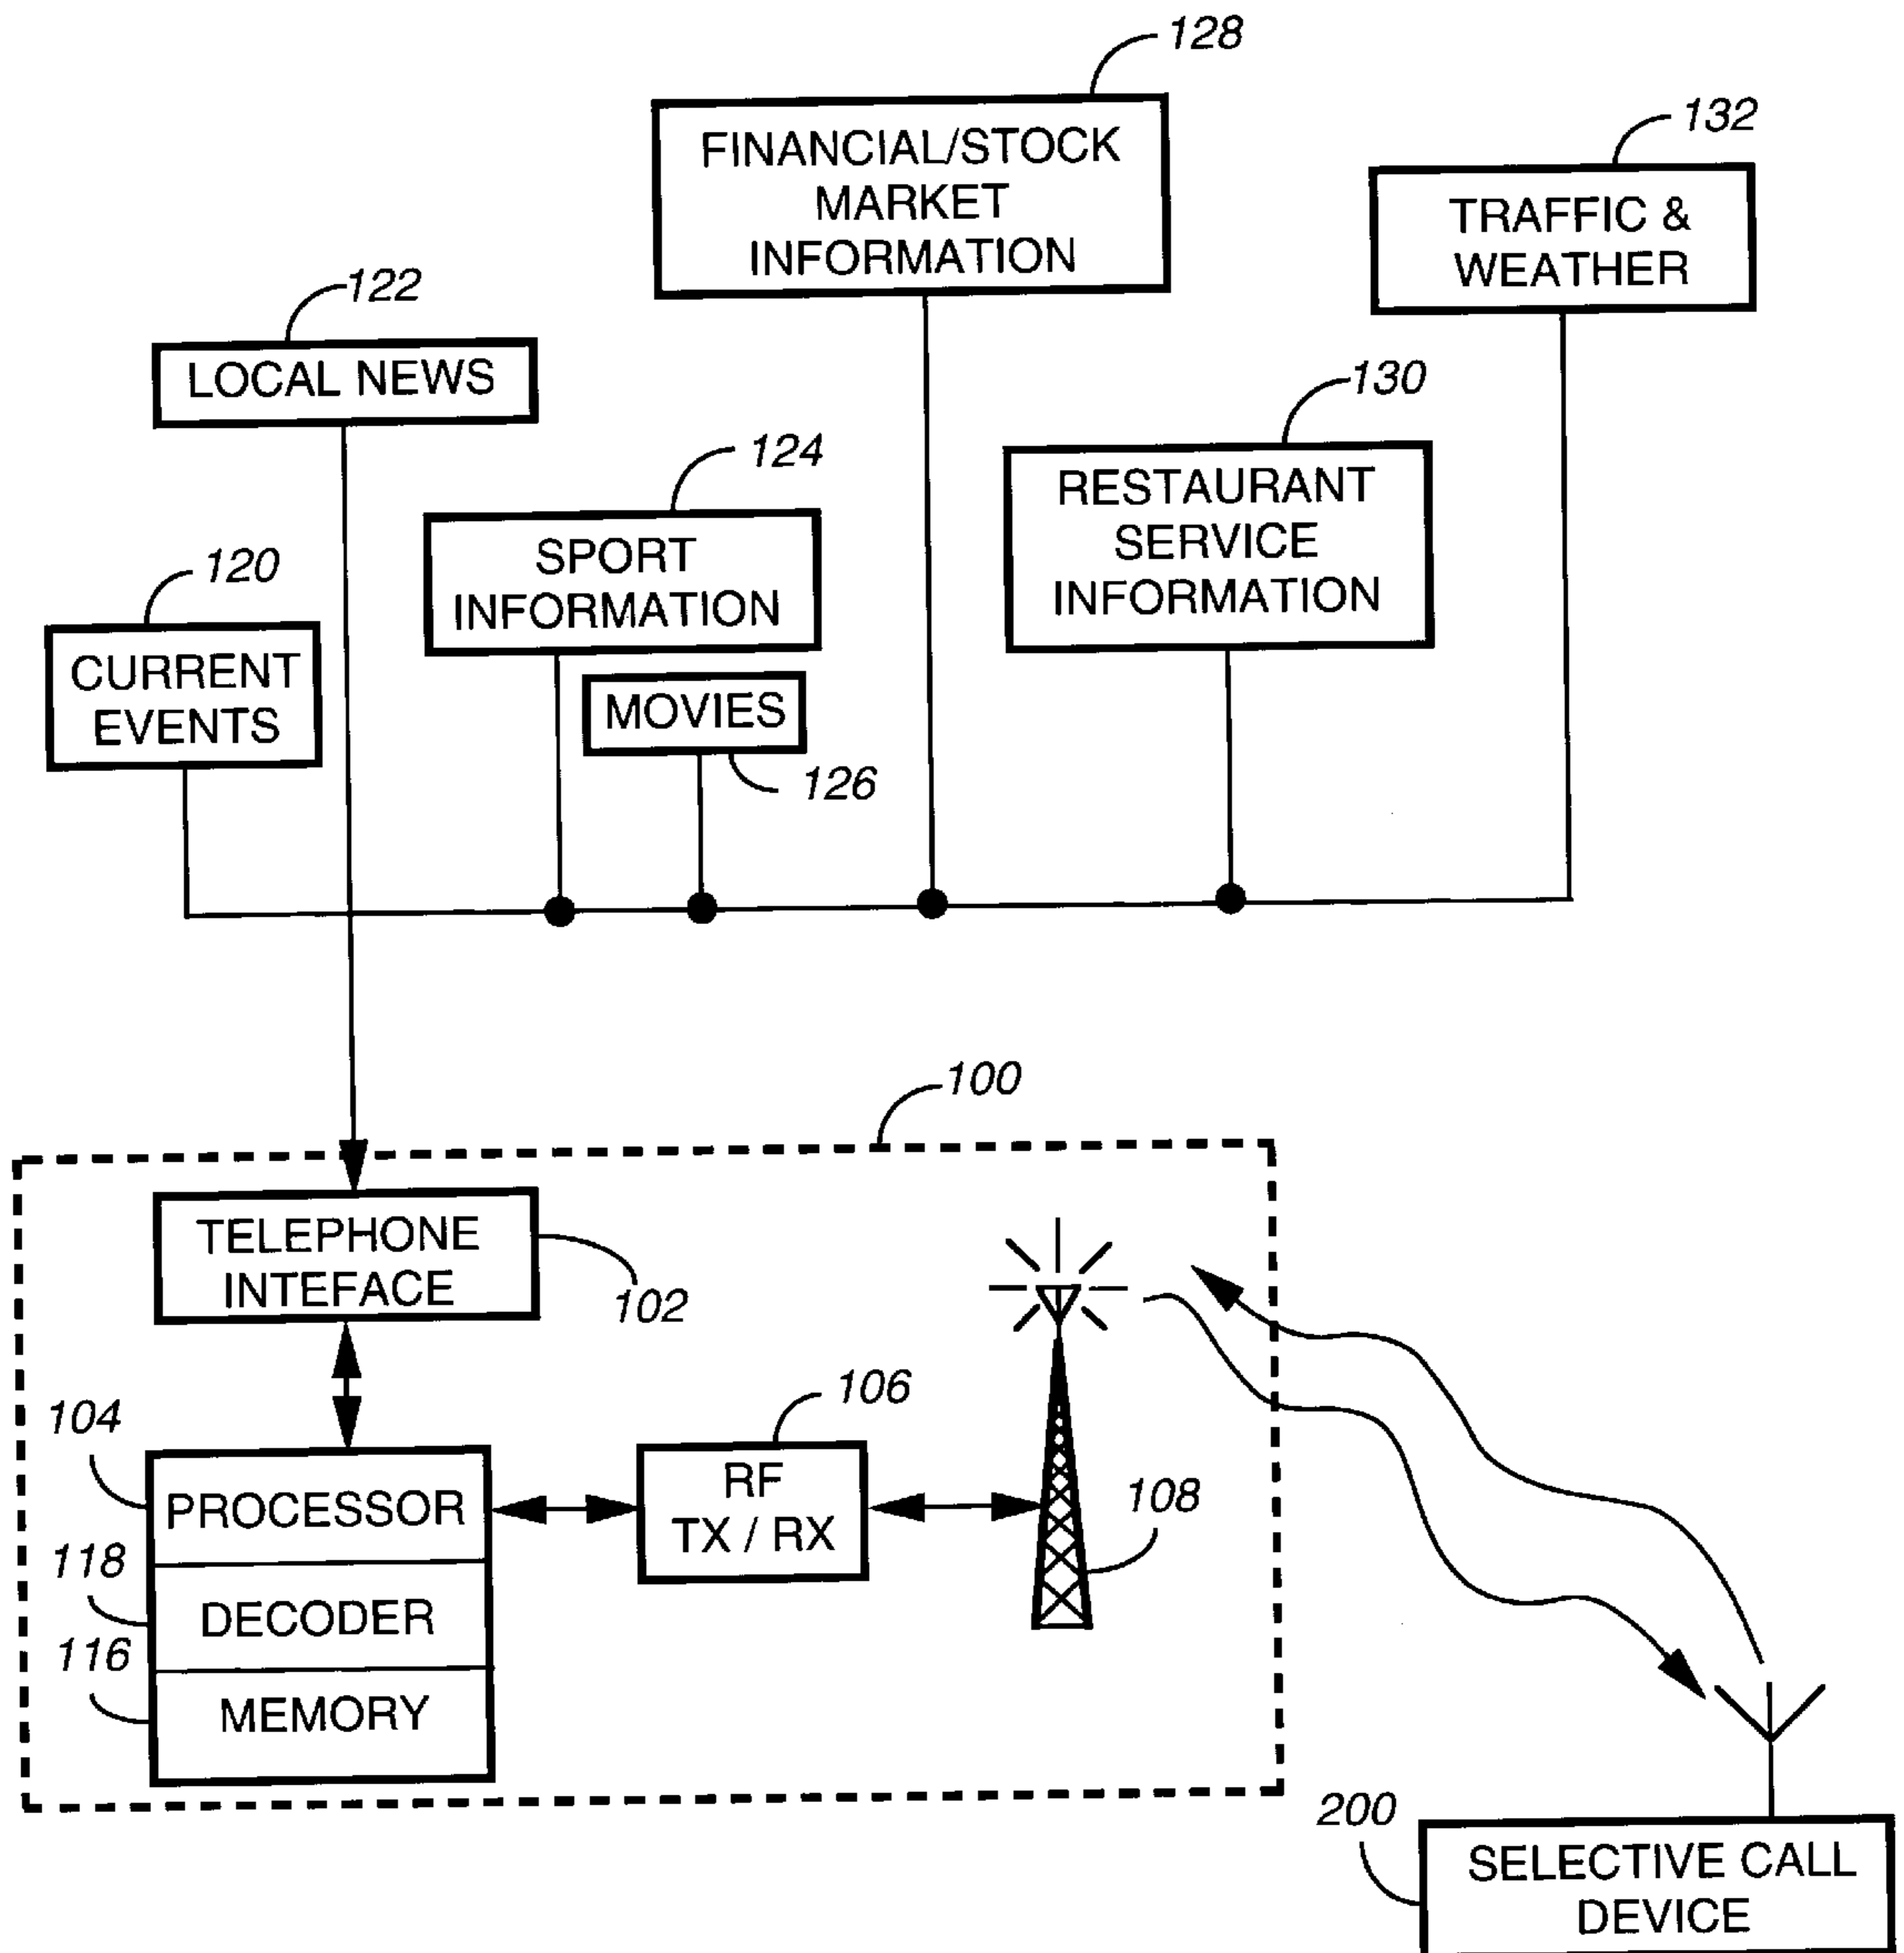 128
FINANCIAL/STOCK
MARKET
INFORMATION
132
TRAFFIC &
WEATHER
122
LOCAL NEWS
130
RESTAURANT
SERVICE
INFORMATION
124
SPORT
INFORMATION
120
CURRENT
EVENTS
MOVIES
126
100
TELEPHONE
INTEFACE
102
104
PROCESSOR
118
DECODER
116
MEMORY
106
RF
TX / RX
108
200
SELECTIVE CALL
DEVICE